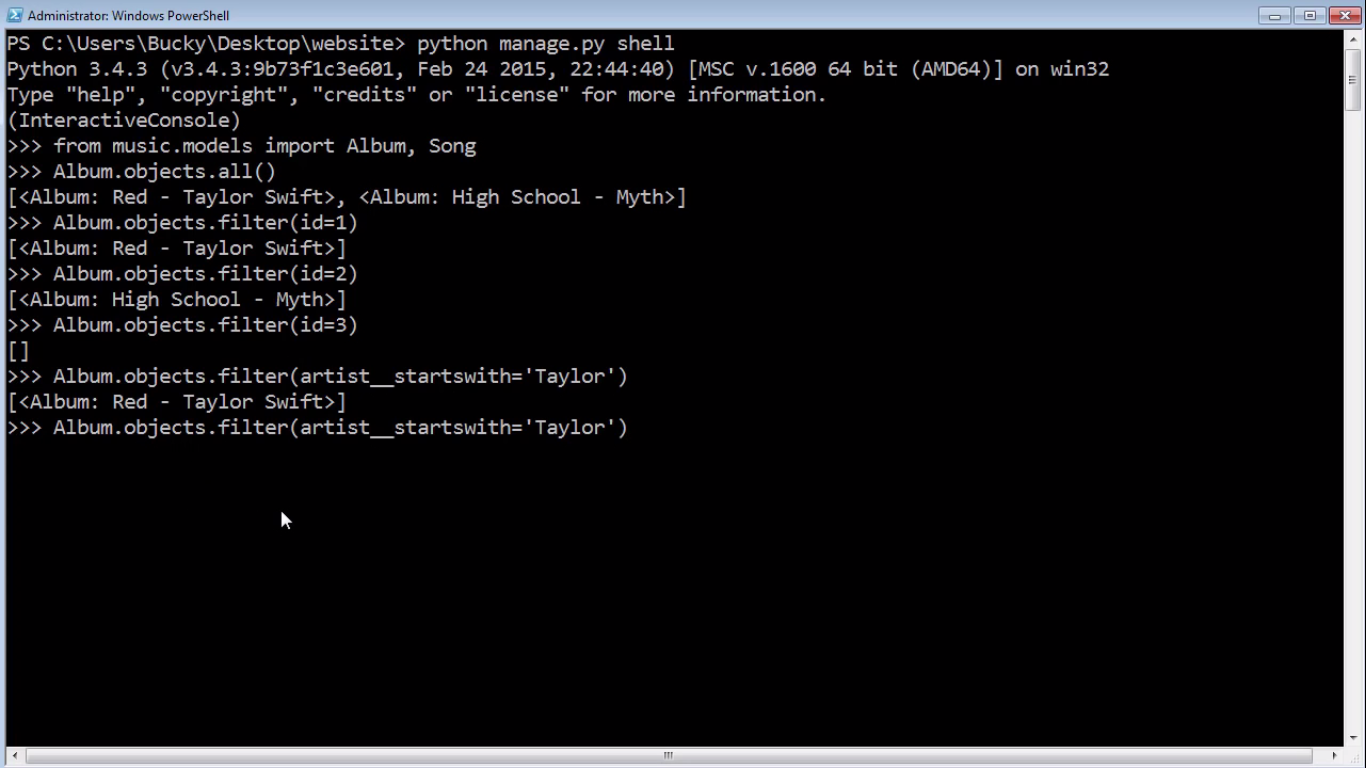 Administrator: Windows PowerShell
PS C:\Users\Bucky\Desktop\website> python manage.py shell
Python 3.4.3 (v3.4.3:9b73f1c3e601, Feb 24 2015, 22:44:40) [MSC v.1600 64 bit (AMD64)] on win32
Type "help", "copyright", "credits" or "license" for more information.
(InteractiveConsole)
>>> from music.models import Album, Song
>>> Album.objects.all()
[<Album: Red - Taylor Swift>, <Album: High School - Myth>]
>>> Album.objects.filter(id=1)
[<Album: Red - Taylor Swift>]
>>> Album.objects.filter(id=2)
[<Album: High School - Myth>]
>>> Album.objects.filter(id=3)
[]
>>> Album.objects.filter(artist__startswith='Taylor')
[<Album: Red - Taylor Swift>]
>>> Album.objects.filter(artist__startswith='Taylor')